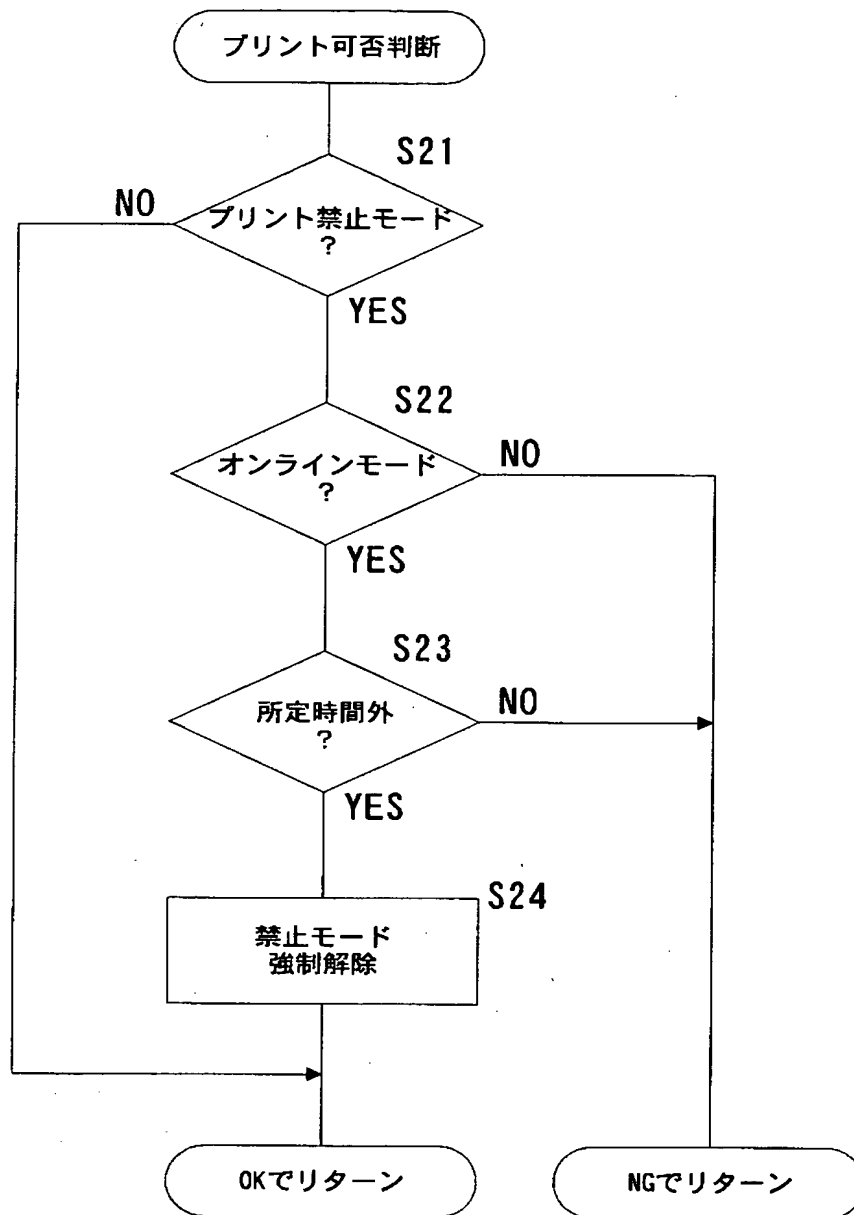 プリント可否判断
S21
NO
プリント禁止モード
?
YES
S22
オンラインモード
?
NO
YES
S23
所定時間外
?
NO
YES
S24
禁止モード
強制解除
OKでリターン
NGでリターン